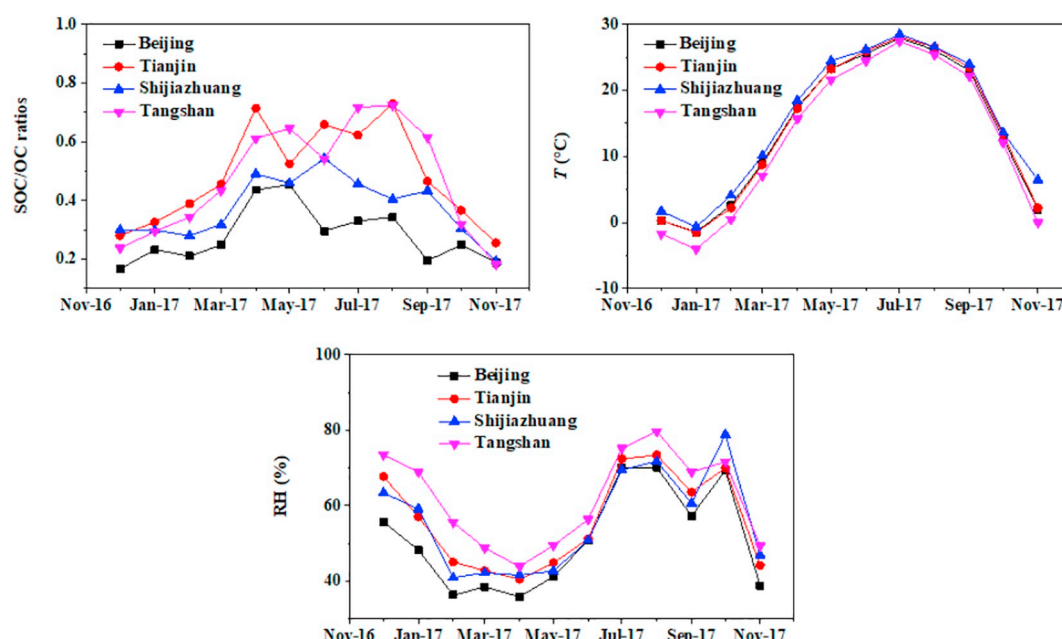 SOC/OC ratios
1.0
0.8
0.6
0.4
0.2
Beijing
Tianjin
Shijiazhuang
Tangshan
Nov-16 Jan-17 Mar-17 May-17 Jul-17 Sep-17 Nov-17
T (°C)
30
20
10
0
-10
Beijing
Tianjin
Shijiazhuang
Tangshan
Nov-16 Jan-17 Mar-17 May-17 Jul-17 Sep-17 Nov-17
RH (%)
100
80
60
40
Beijing
Tianjin
Shijiazhuang
Tangshan
Nov-16 Jan-17 Mar-17 May-17 Jul-17 Sep-17 Nov-17